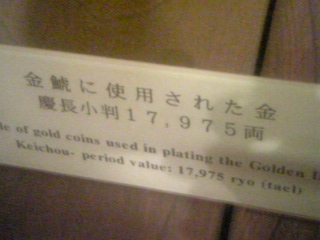 金鯱に使用された金
慶長小判17,975両
le of gold coins used in plating the Golden
Keichou- period value: 17,975 ryo (tael)